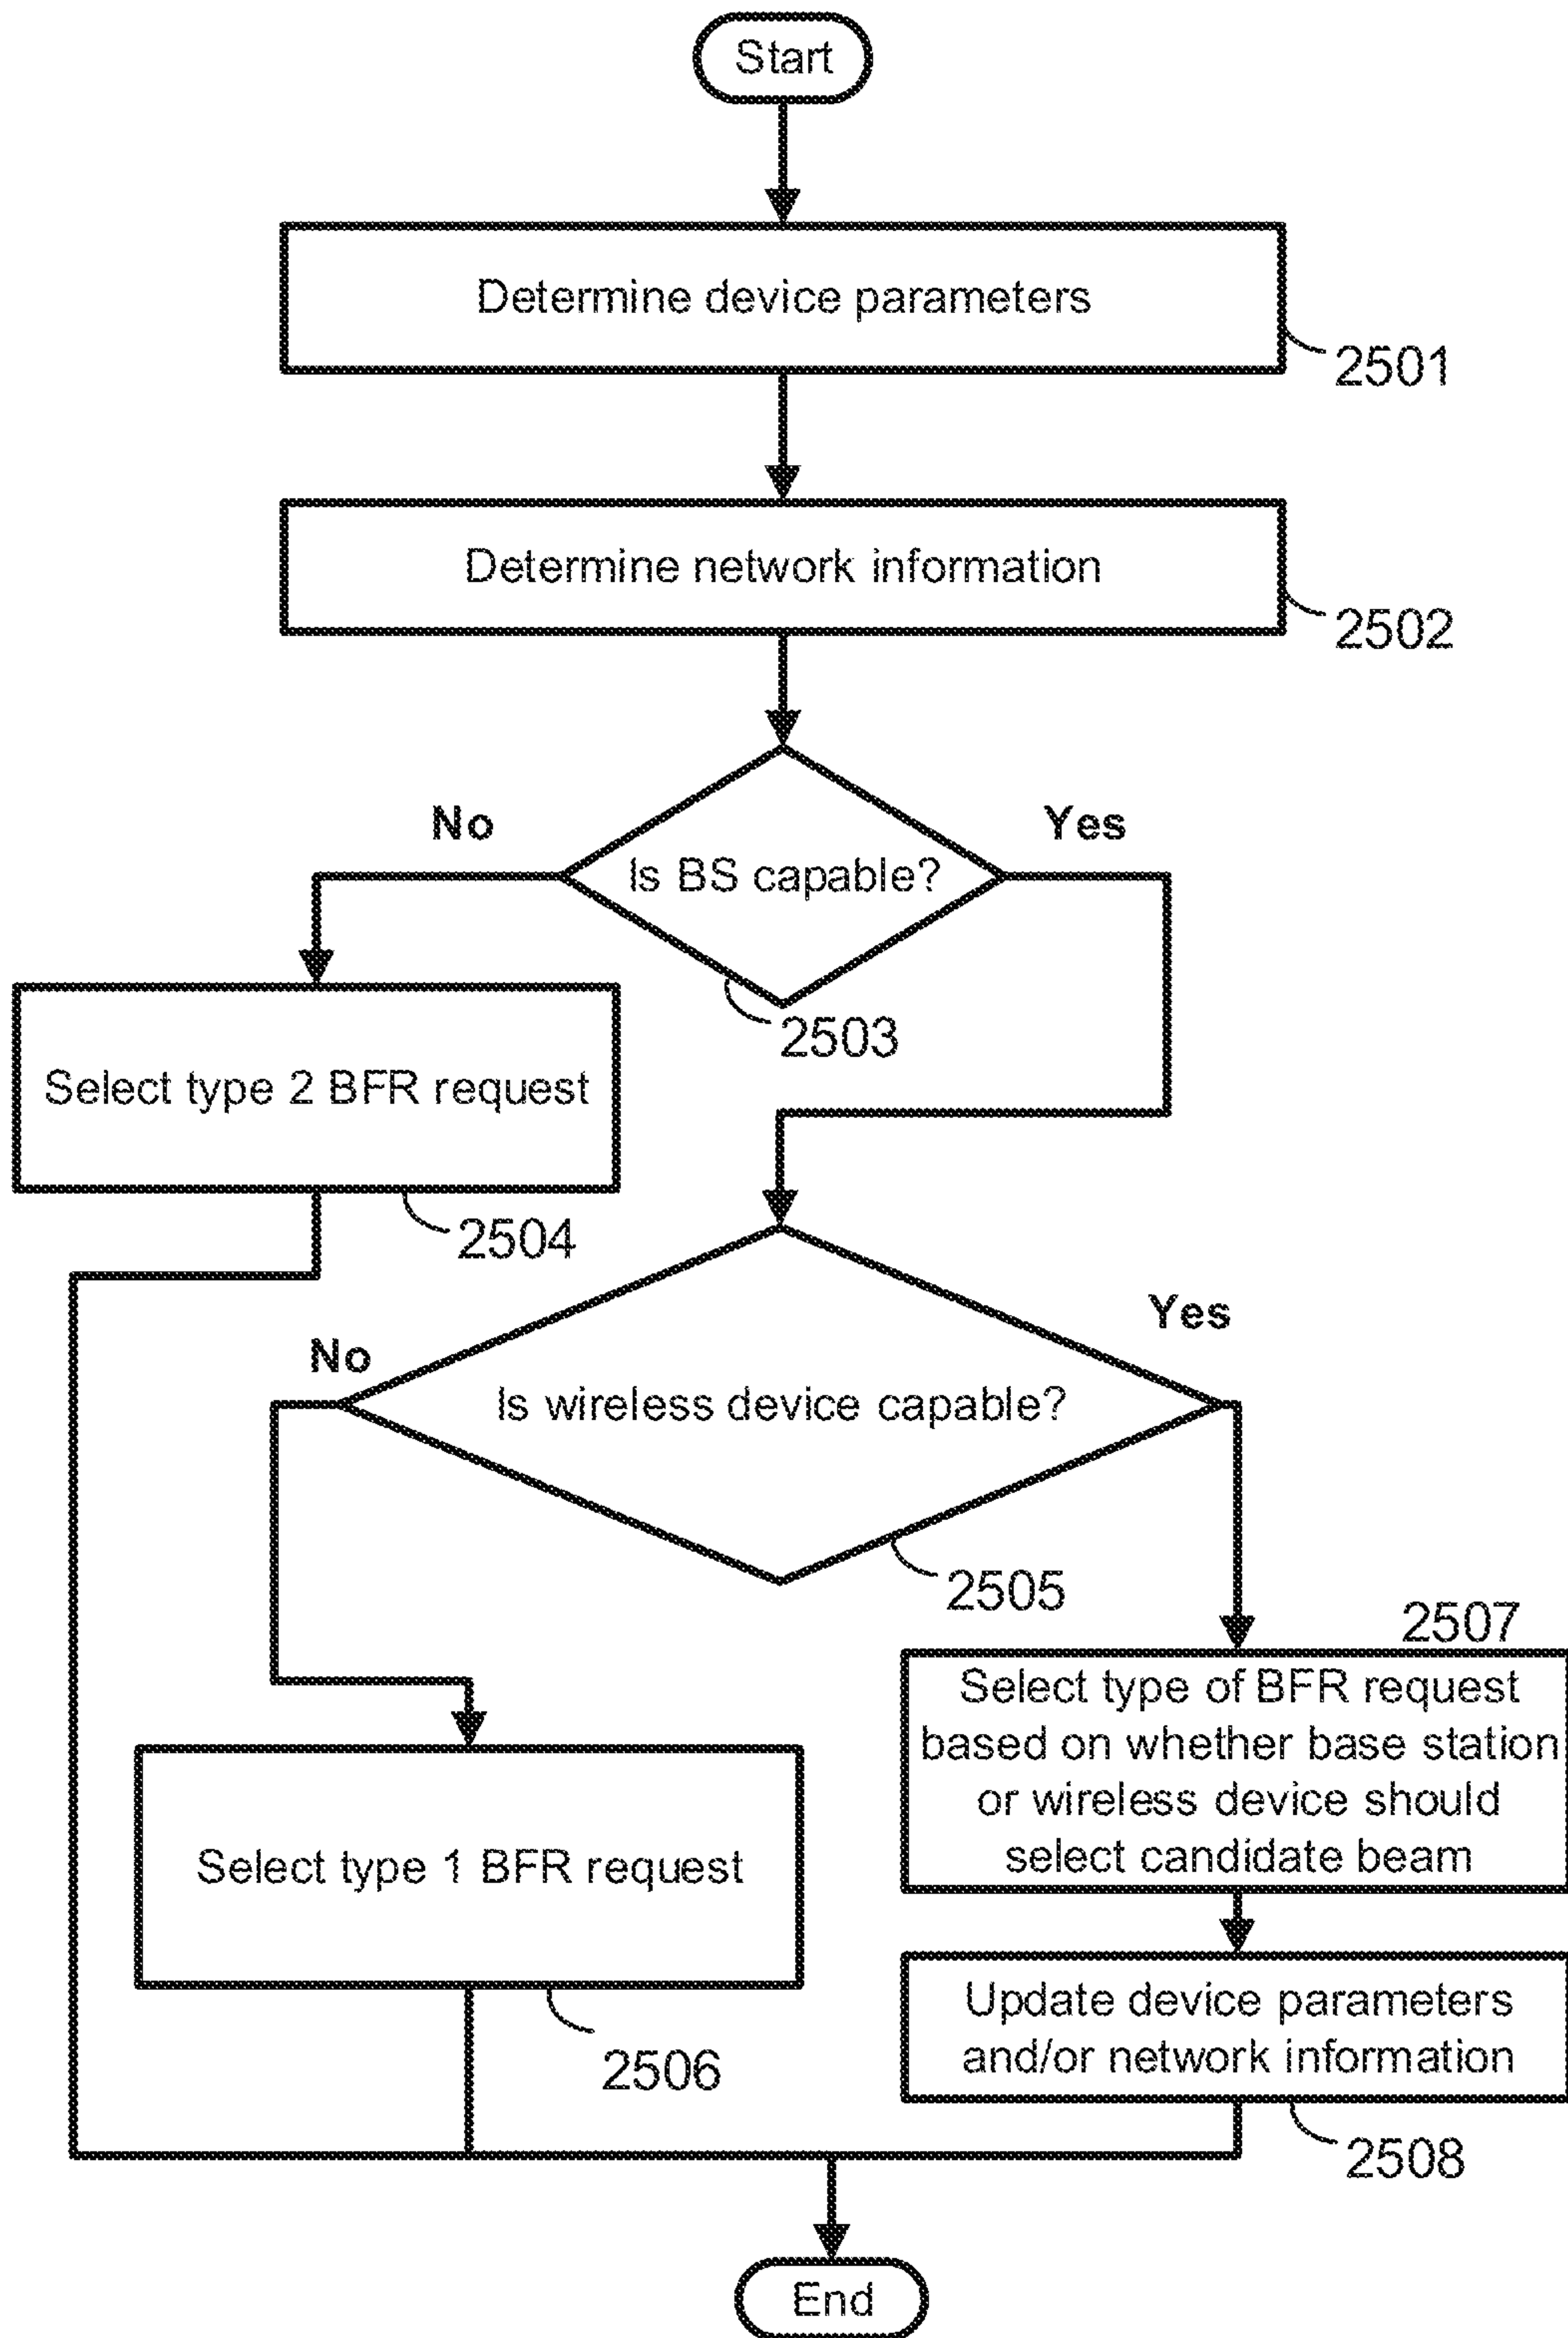 Start
Determine device parameters
2501
Determine network information
2502
No
Yes
Is BS capable?
2503
Select type 2 BFR request
2504
No
Yes
Is wireless device capable?
2505
2507
Select type of BFR request
based on whether base station
or wireless device should
select candidate beam
Select type 1 BFR request
2506
Update device parameters
and/or network information
2508
End